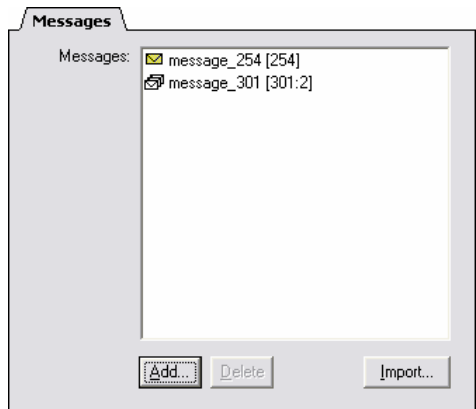 Messages
Messages:
message_254 [254]
message_301 [301:2]
Add... Delete Import...